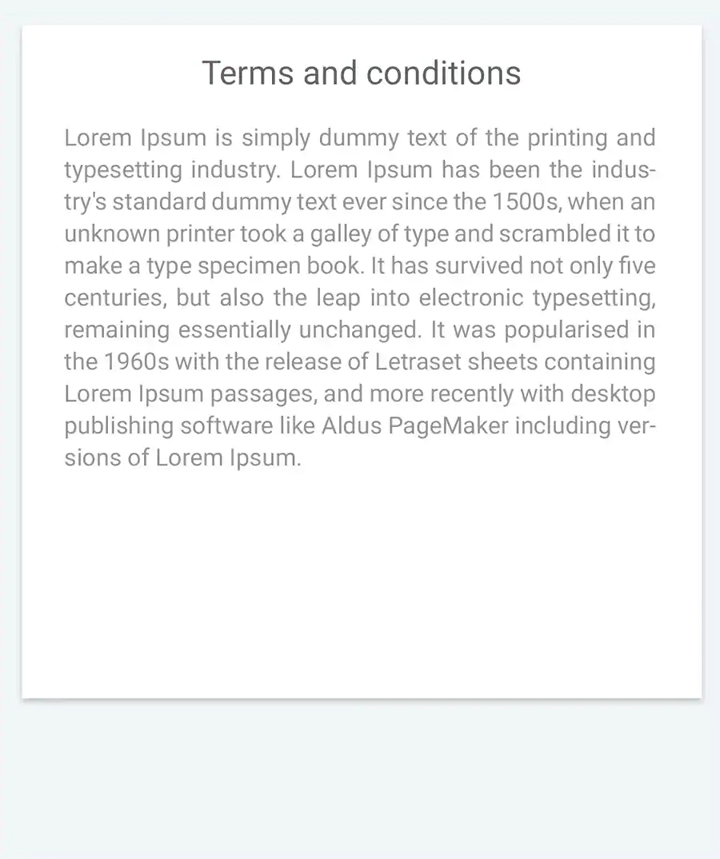 Terms and conditions
Lorem Ipsum is simply dummy text of the printing and
typesetting industry. Lorem Ipsum has been the indus-
try's standard dummy text ever since the 1500s, when an
unknown printer took a galley of type and scrambled it to
make a type specimen book. It has survived not only five
centuries, but also the leap into electronic typesetting,
remaining essentially unchanged. It was popularised in
the 1960s with the release of Letraset sheets containing
Lorem Ipsum passages, and more recently with desktop
publishing software like Aldus PageMaker including ver-
sions of Lorem Ipsum.